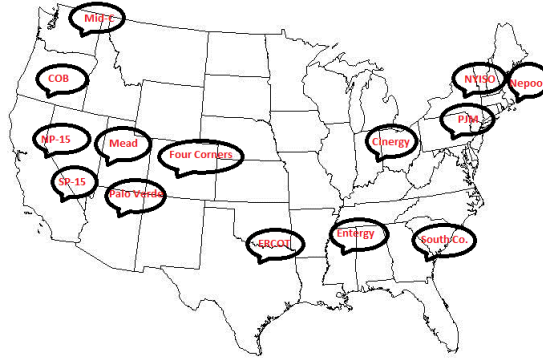 Mid-C
COB
NYISO
Nepool
PJM
NP-15
Mead
Four Corners
Cinergy
SP-15
Palo Verde
ERCOT
Entergy
South Co.